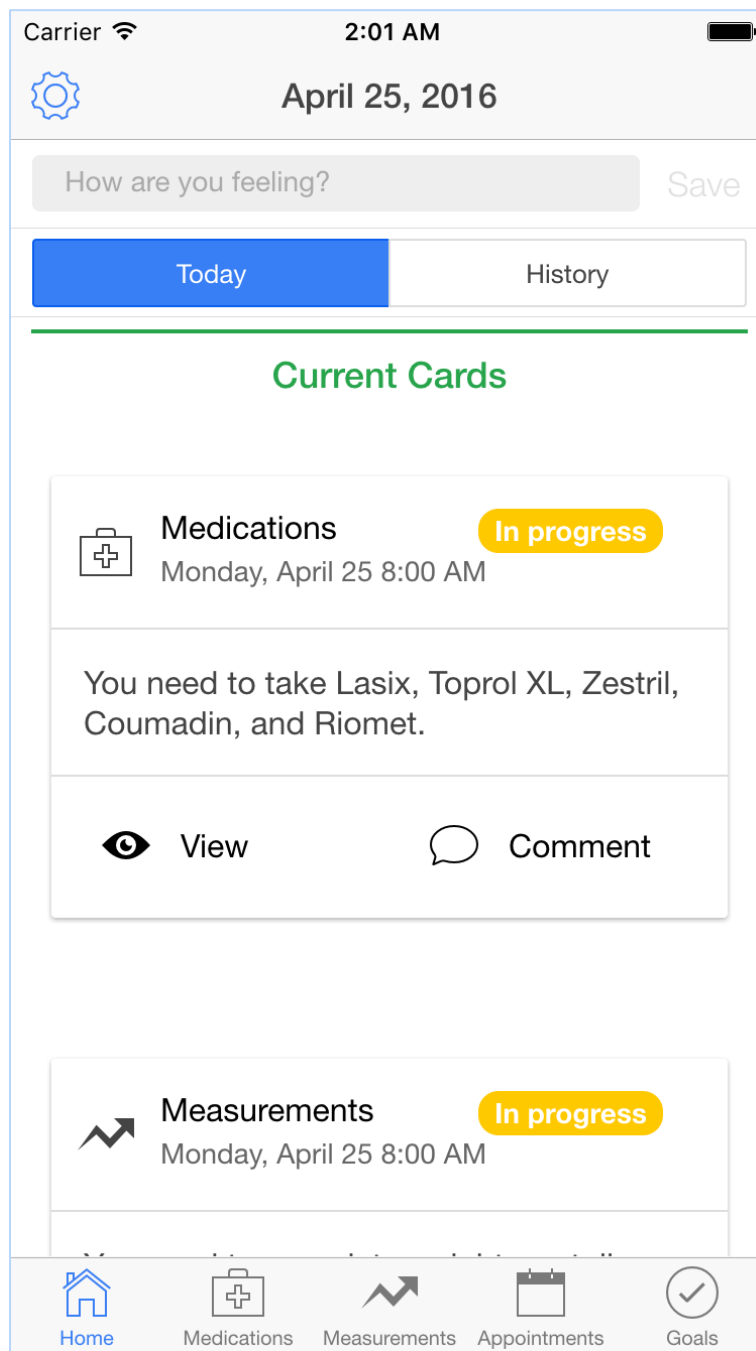 Carrier 2:01 AM
April 25, 2016
How are you feeling? Save
Today History
Current Cards
Medications In progress
Monday, April 25 8:00 AM
You need to take Lasix, Toprol XL, Zestril,
Coumadin, and Riomet.
View Comment
Measurements In progress
Monday, April 25 8:00 AM
Home Medications Measurements Appointments Goals